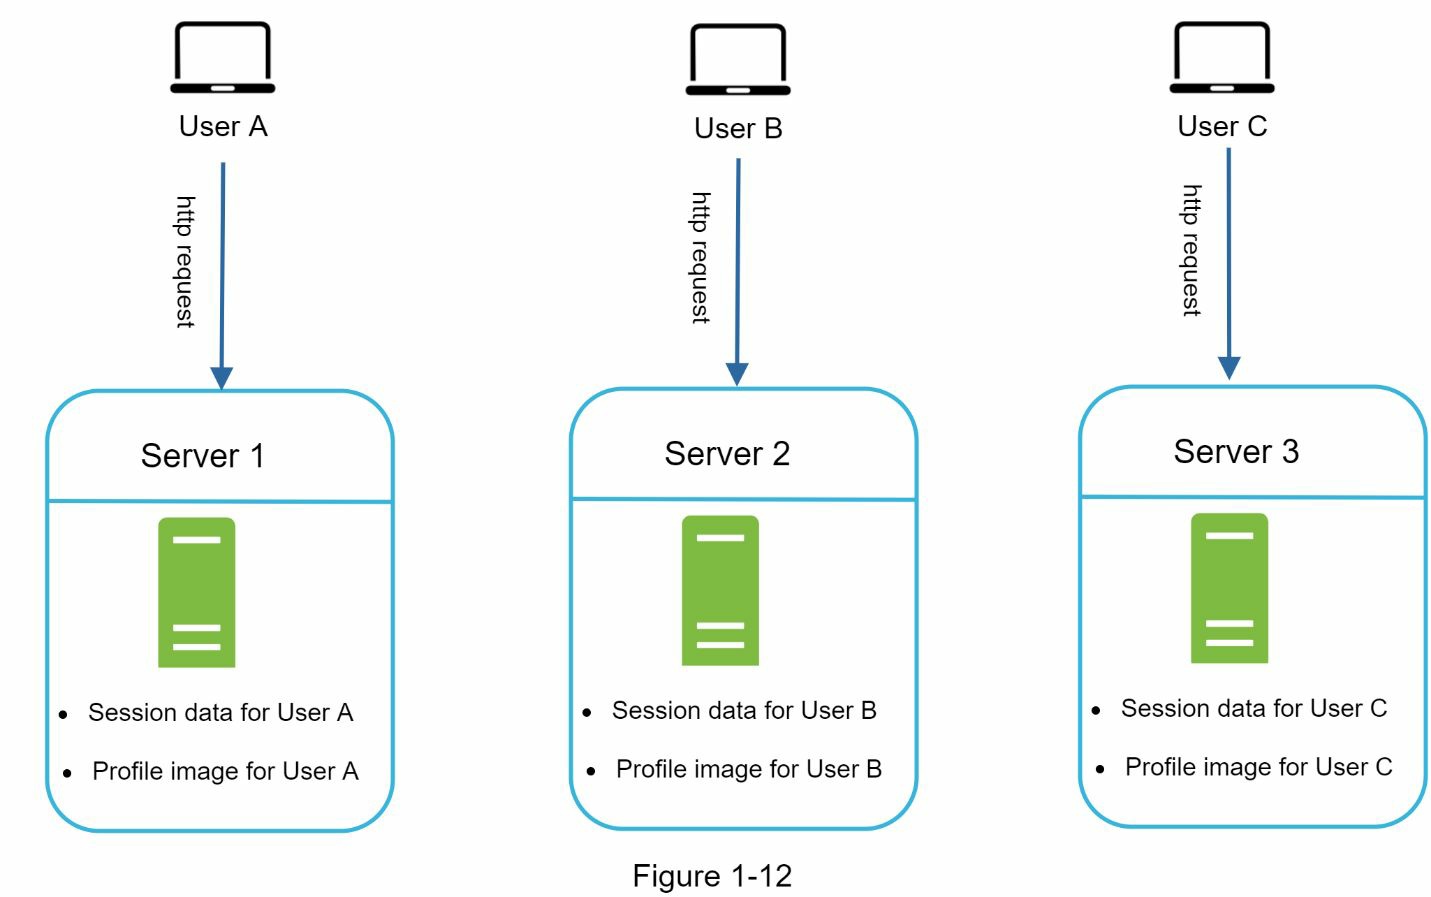 User A
User B
User C
http request
http request
http request
Server 1
Server 2
Server 3
• Session data for User A
• Profile image for User A
• Session data for User B
• Profile image for User B
• Session data for User C
• Profile image for User C
Figure 1-12